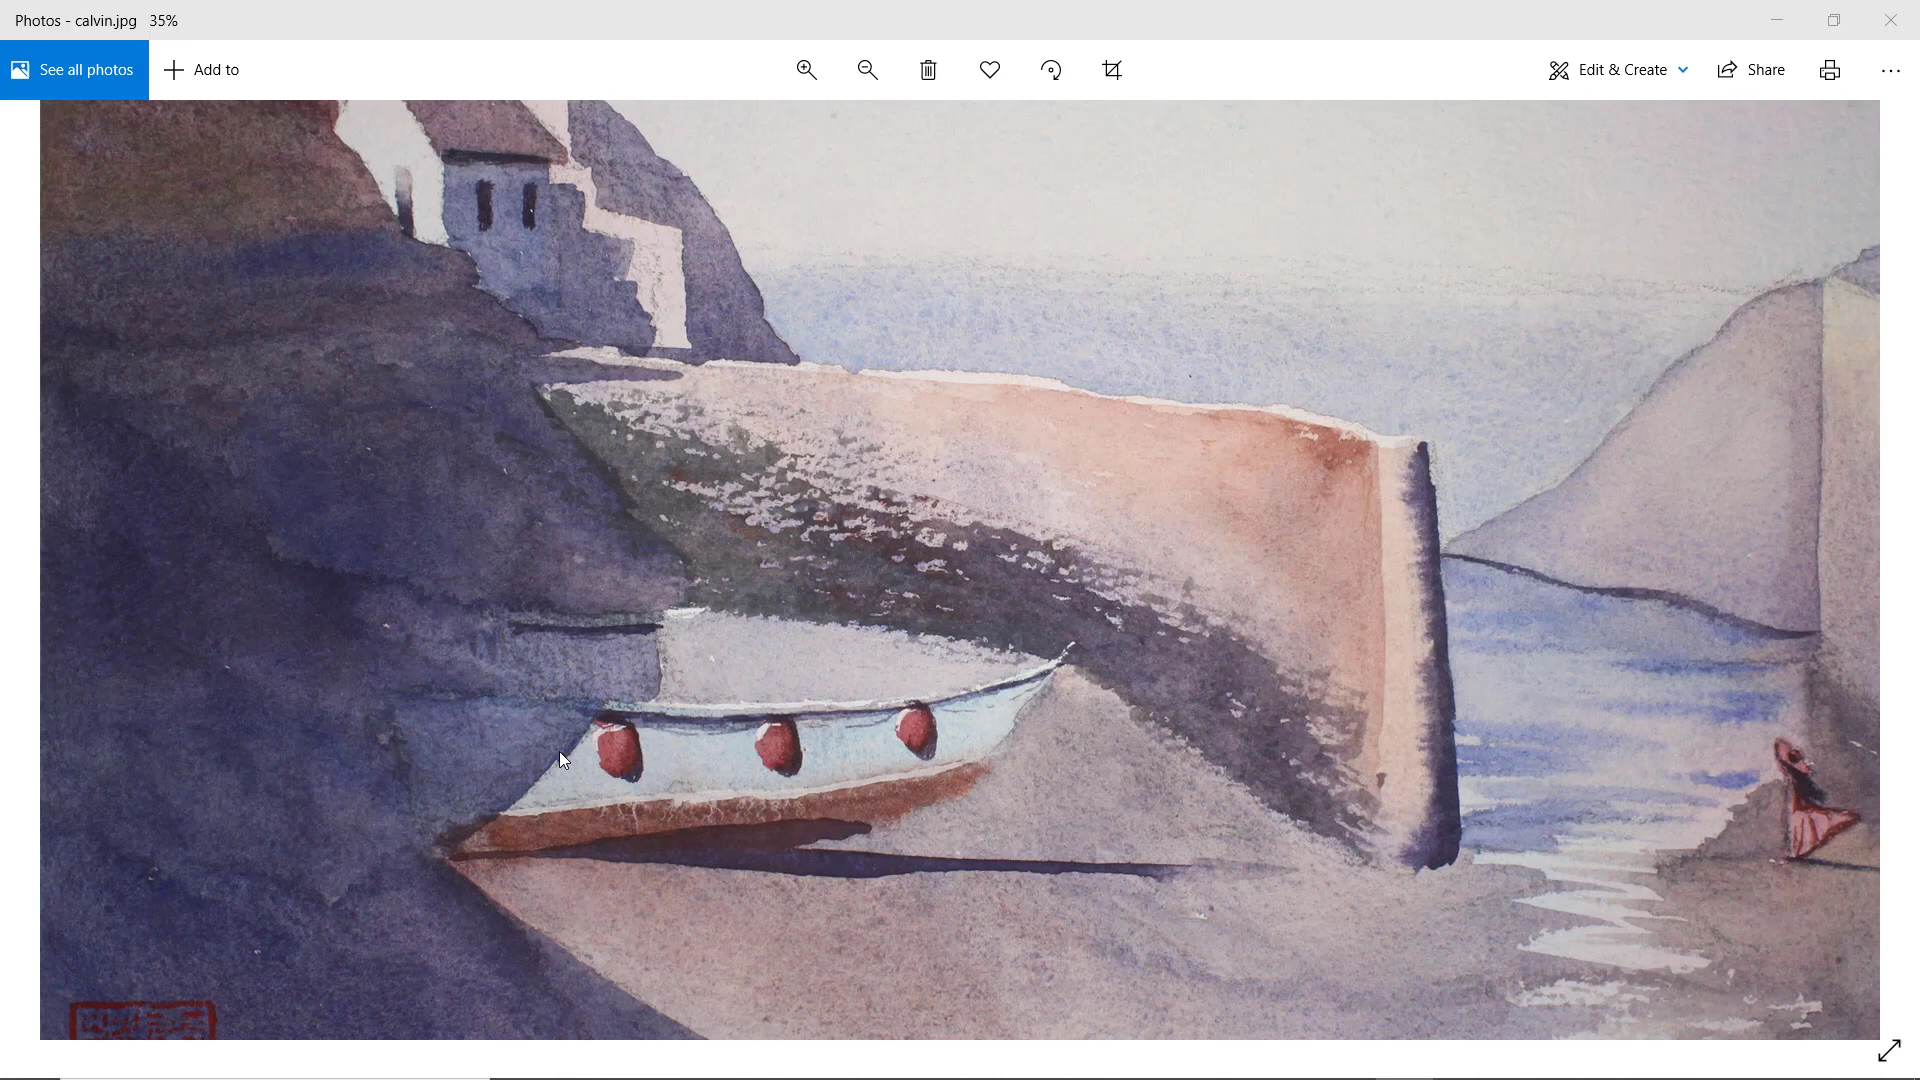 Photos - calvin.jpg 35%
See all photos
Add to
Edit & Create
Share